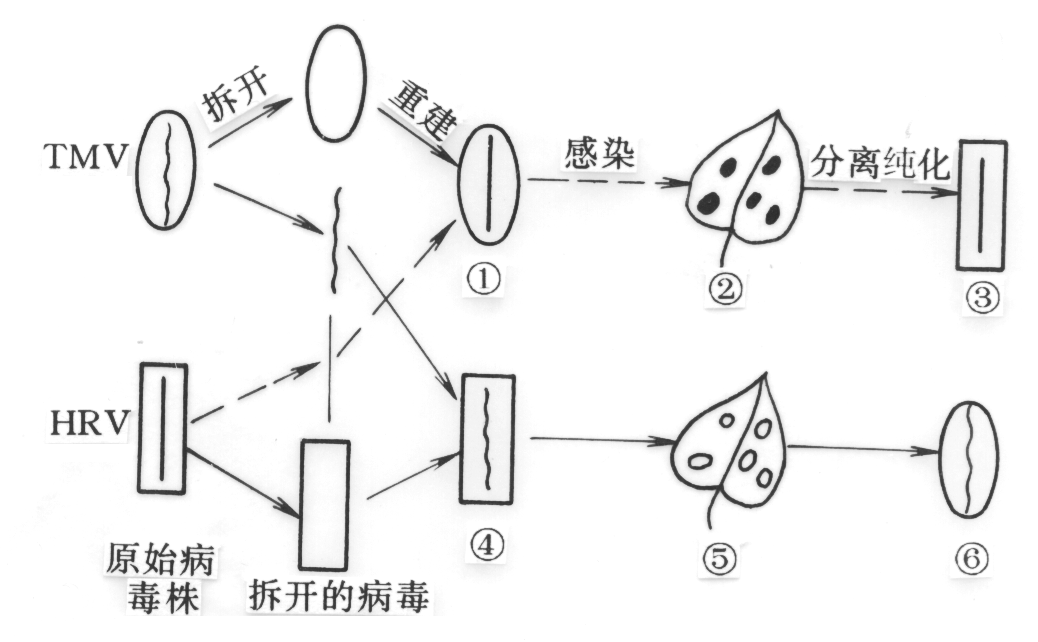 拆开
重建
TMV
感染
分离纯化
①
②
③
HRV
④
⑤
⑥
原始病
毒株
拆开的病毒